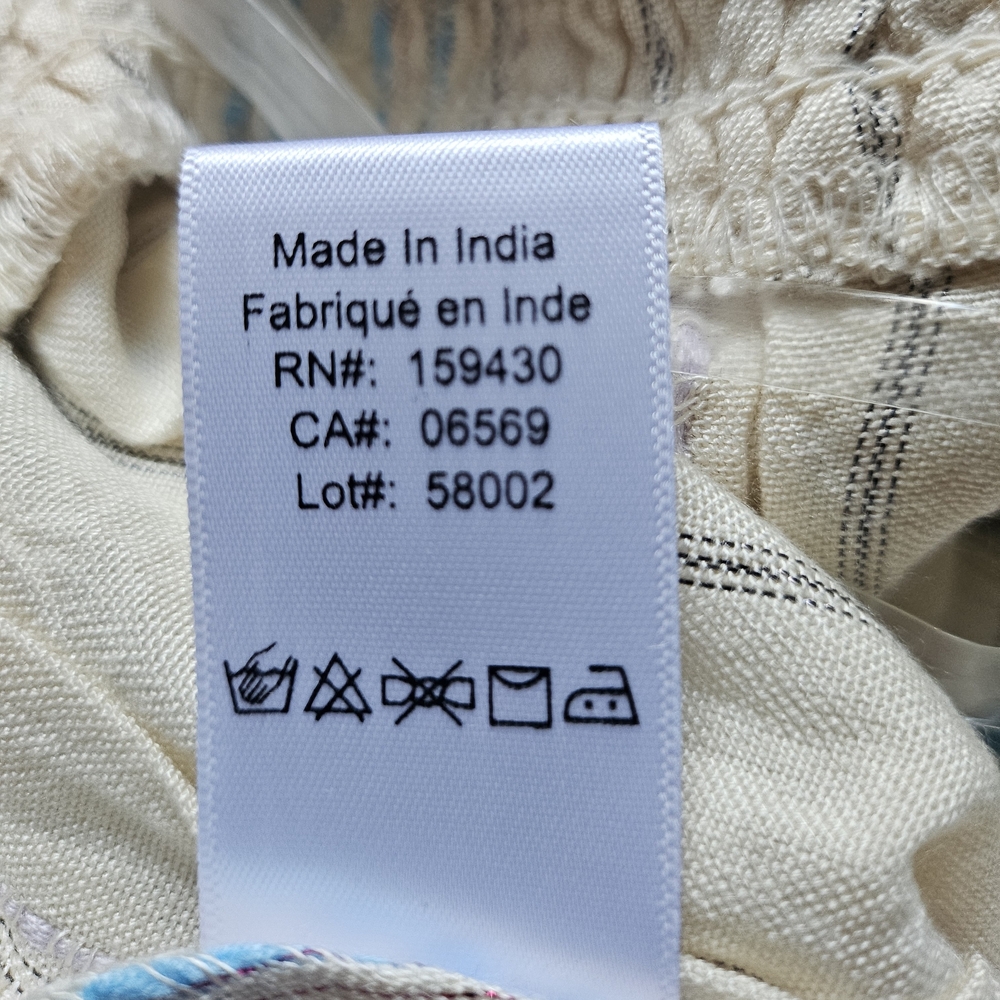 Made In India
Fabriqué en Inde
RN#: 159430
CA#: 06569
Lot#: 58002